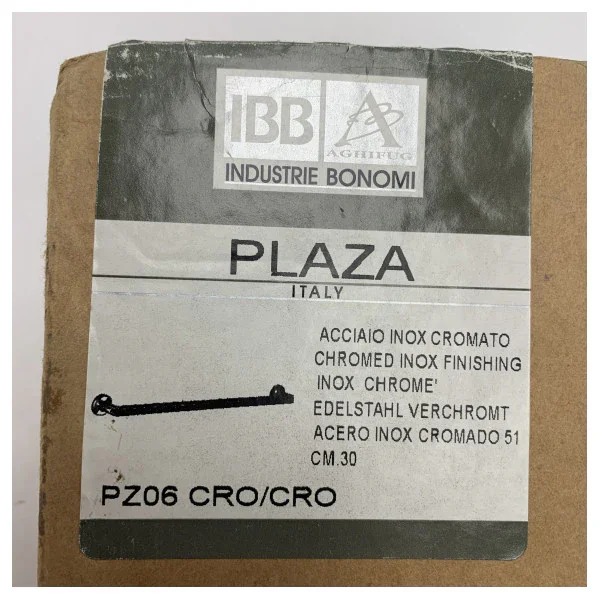 IBB
AGHIFUG
INDUSTRIE BONOMI
PLAZA
ITALY
ACCIAIO INOX CROMATO
CHROMED INOX FINISHING
INOX CHROME'
EDELSTAHL VERCHROMT
ACERO INOX CROMADO 51
CM.30
PZ06 CRO/CRO